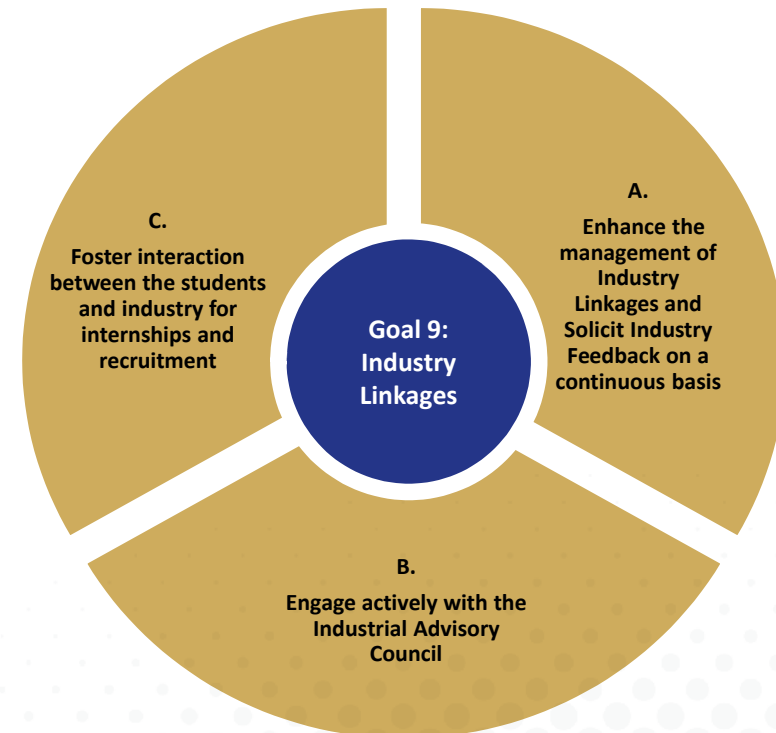 A.
Enhance the
management of
Industry
Linkages and
Solicit Industry
Feedback on a
continuous basis
B.
Engage actively with the
Industrial Advisory
Council
C.
Foster interaction
between the students
and industry for
internships and
recruitment
Goal 9:
Industry
Linkages